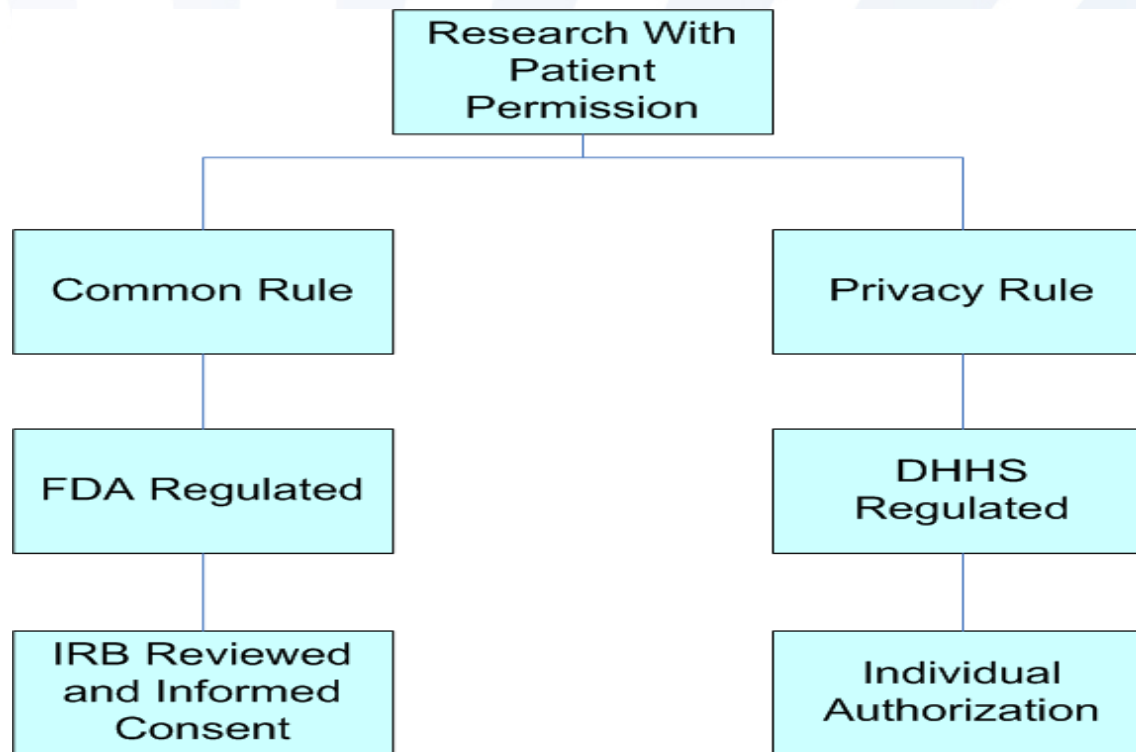 Research With
Patient
Permission
Common Rule
Privacy Rule
FDA Regulated
DHHS
Regulated
IRB Reviewed
and Informed
Consent
Individual
Authorization